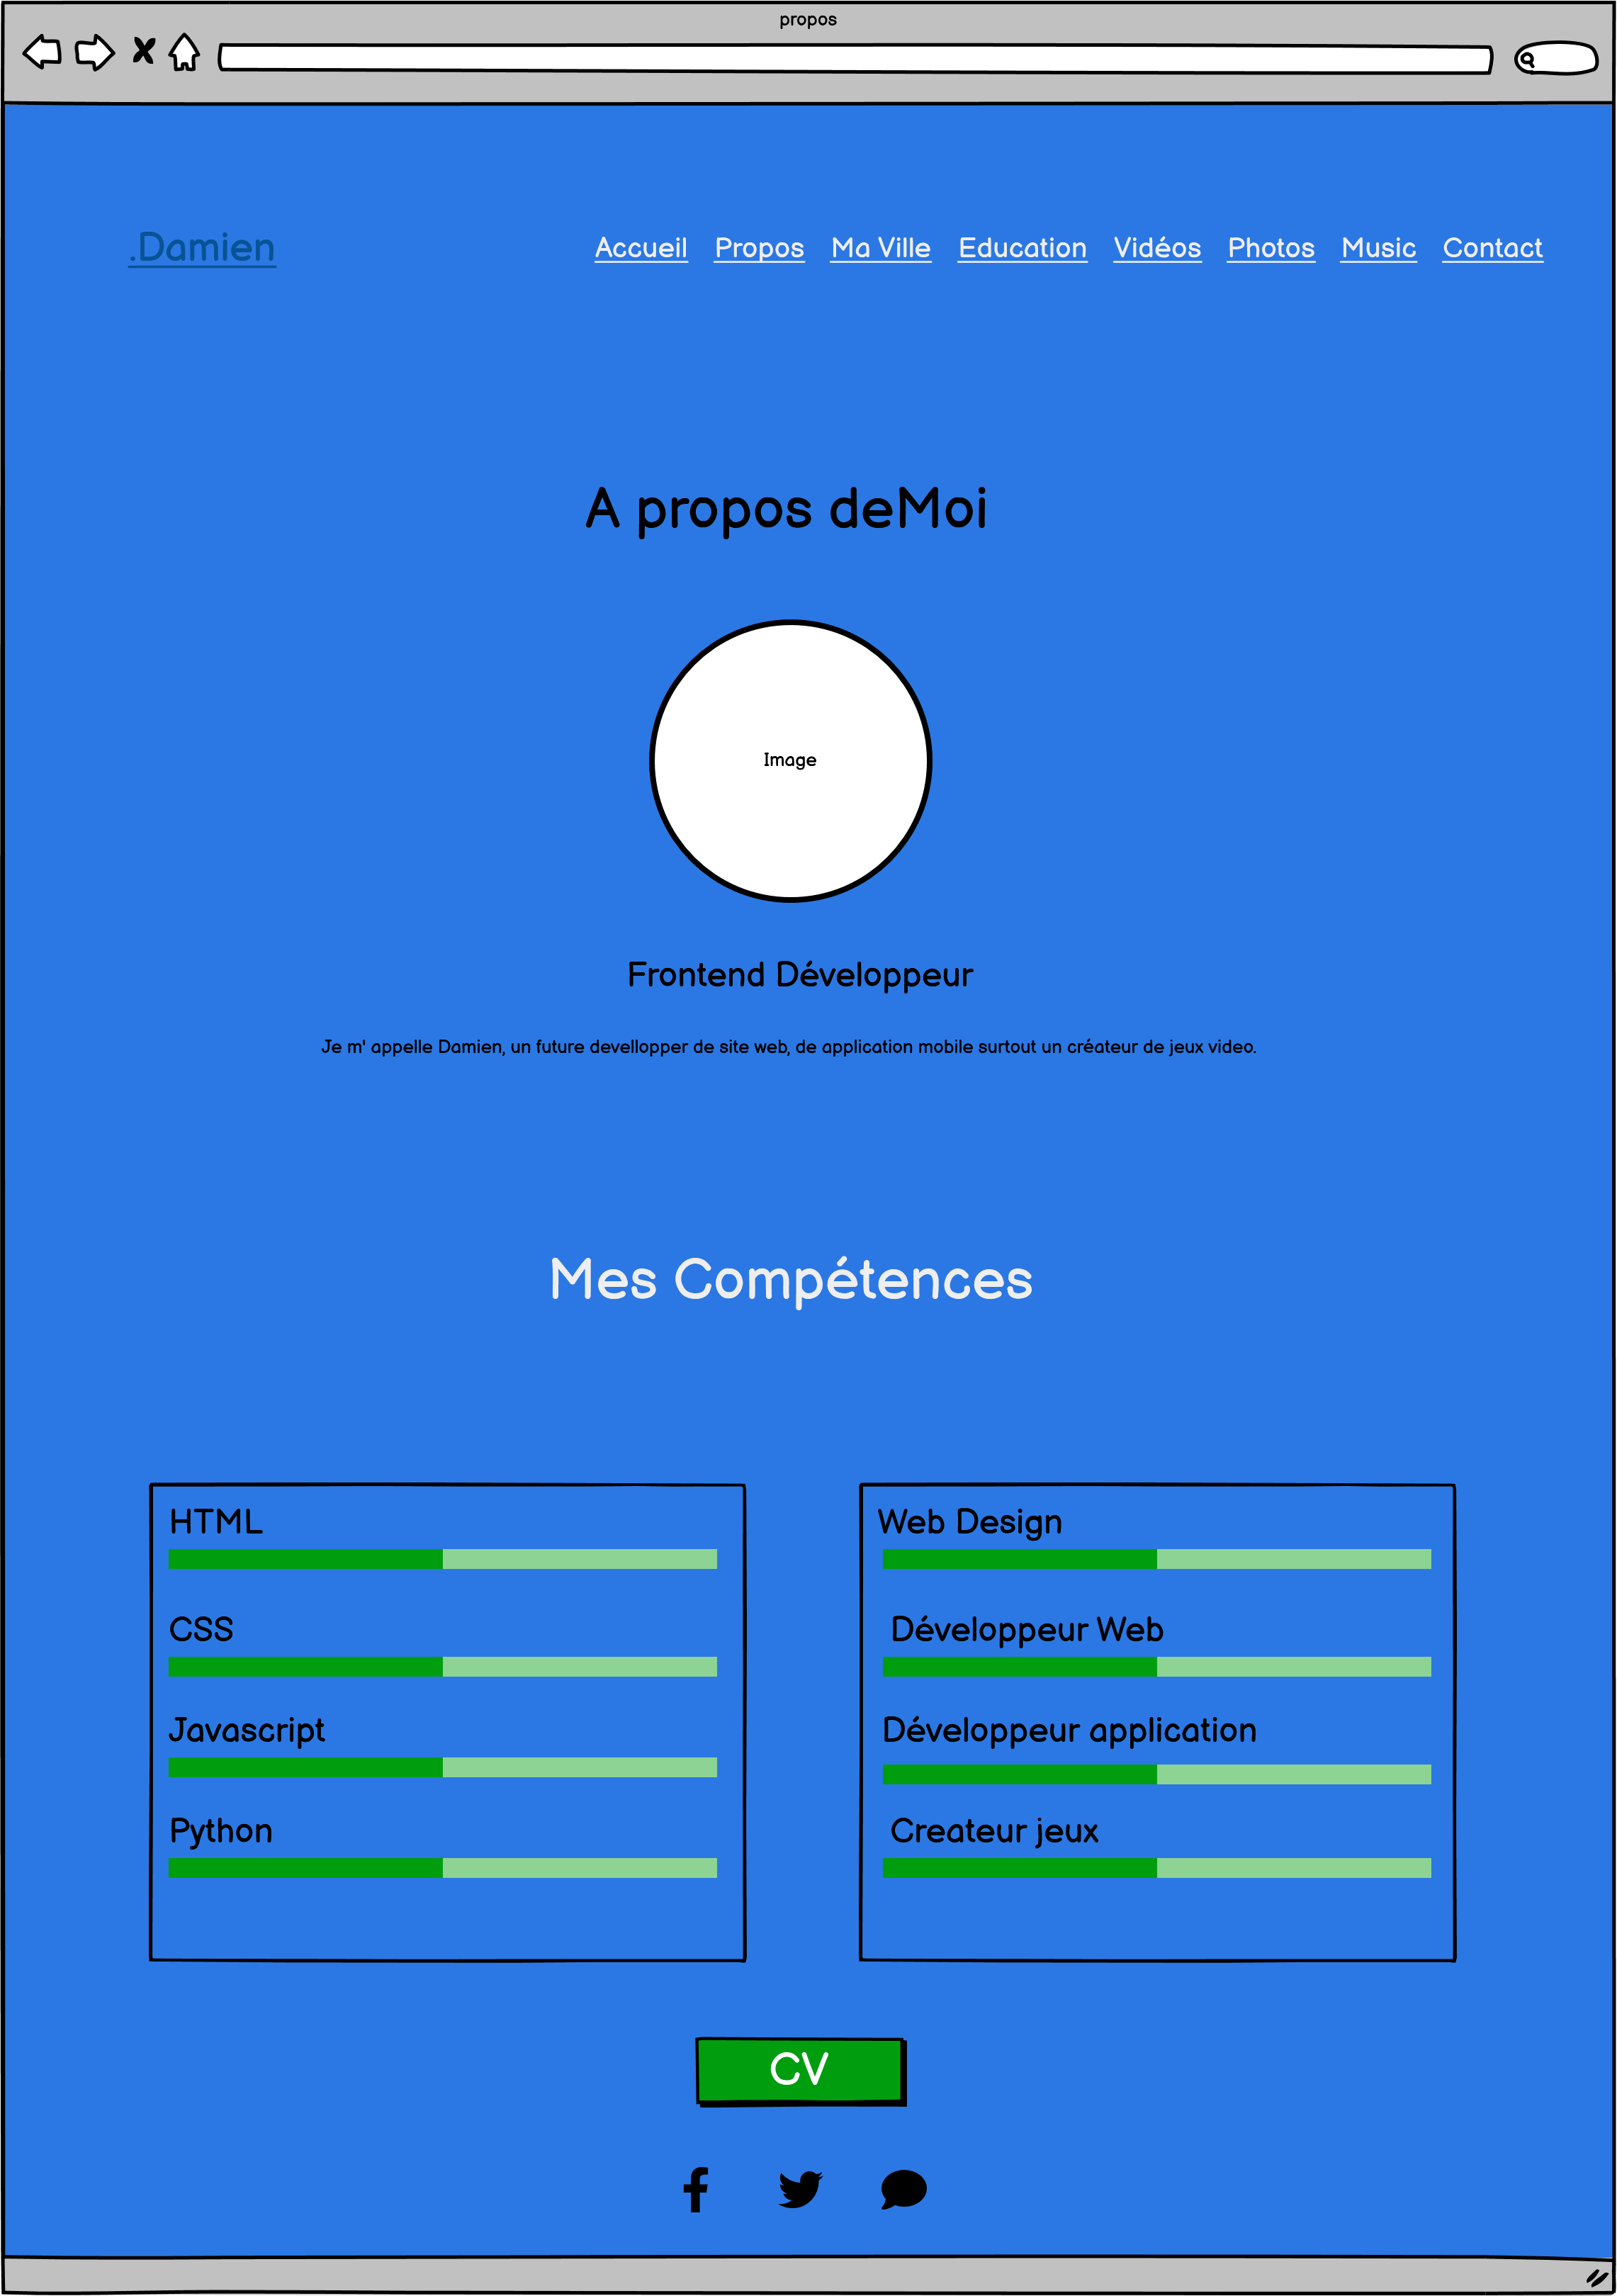 propos
.Damien
Accueil Propos Ma Ville Education Vidéos Photos Music Contact
A propos deMoi
Image
Frontend Développeur
Je m' appelle Damien, un future devellopper de site web, de application mobile surtout un créateur de jeux video.
Mes Compétences
HTML
CSS
Javascript
Python
Web Design
Développeur Web
Développeur application
Createur jeux
CV